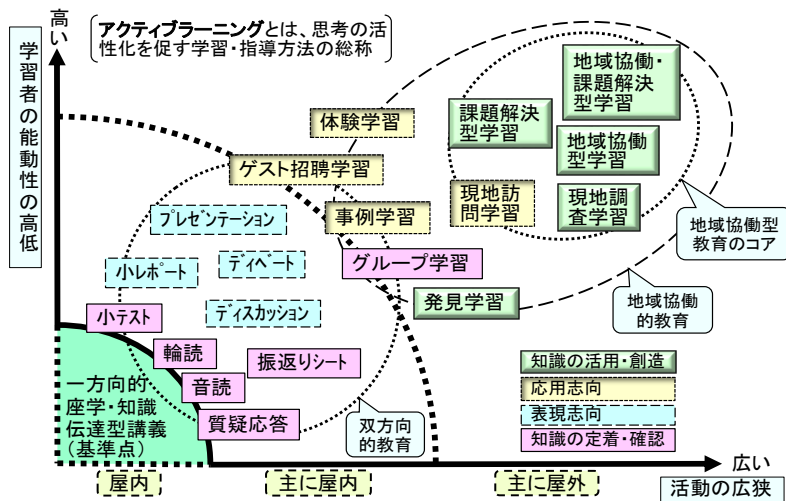 高い
学習者の能動性の高低
アクティブラーニングとは、思考の活
性化を促す学習・指導方法の総称
地域協働・
課題解決
型学習
体験学習
課題解決
型学習
地域協働
型学習
ゲスト招聘学習
現地訪
問学習
現地調
査学習
プレゼンテーション
事例学習
地域協働型
教育のコア
小レポート
ディベート
グループ学習
小テスト
ディスカッション
発見学習
地域協働
的教育
輪読
振返りシート
音読
知識の活用・創造
応用志向
表現志向
知識の定着・確認
一方向的
座学・知識
伝達型講義
(基準点)
質疑応答
双方向
的教育
屋内
主に屋内
主に屋外
広い
活動の広狭